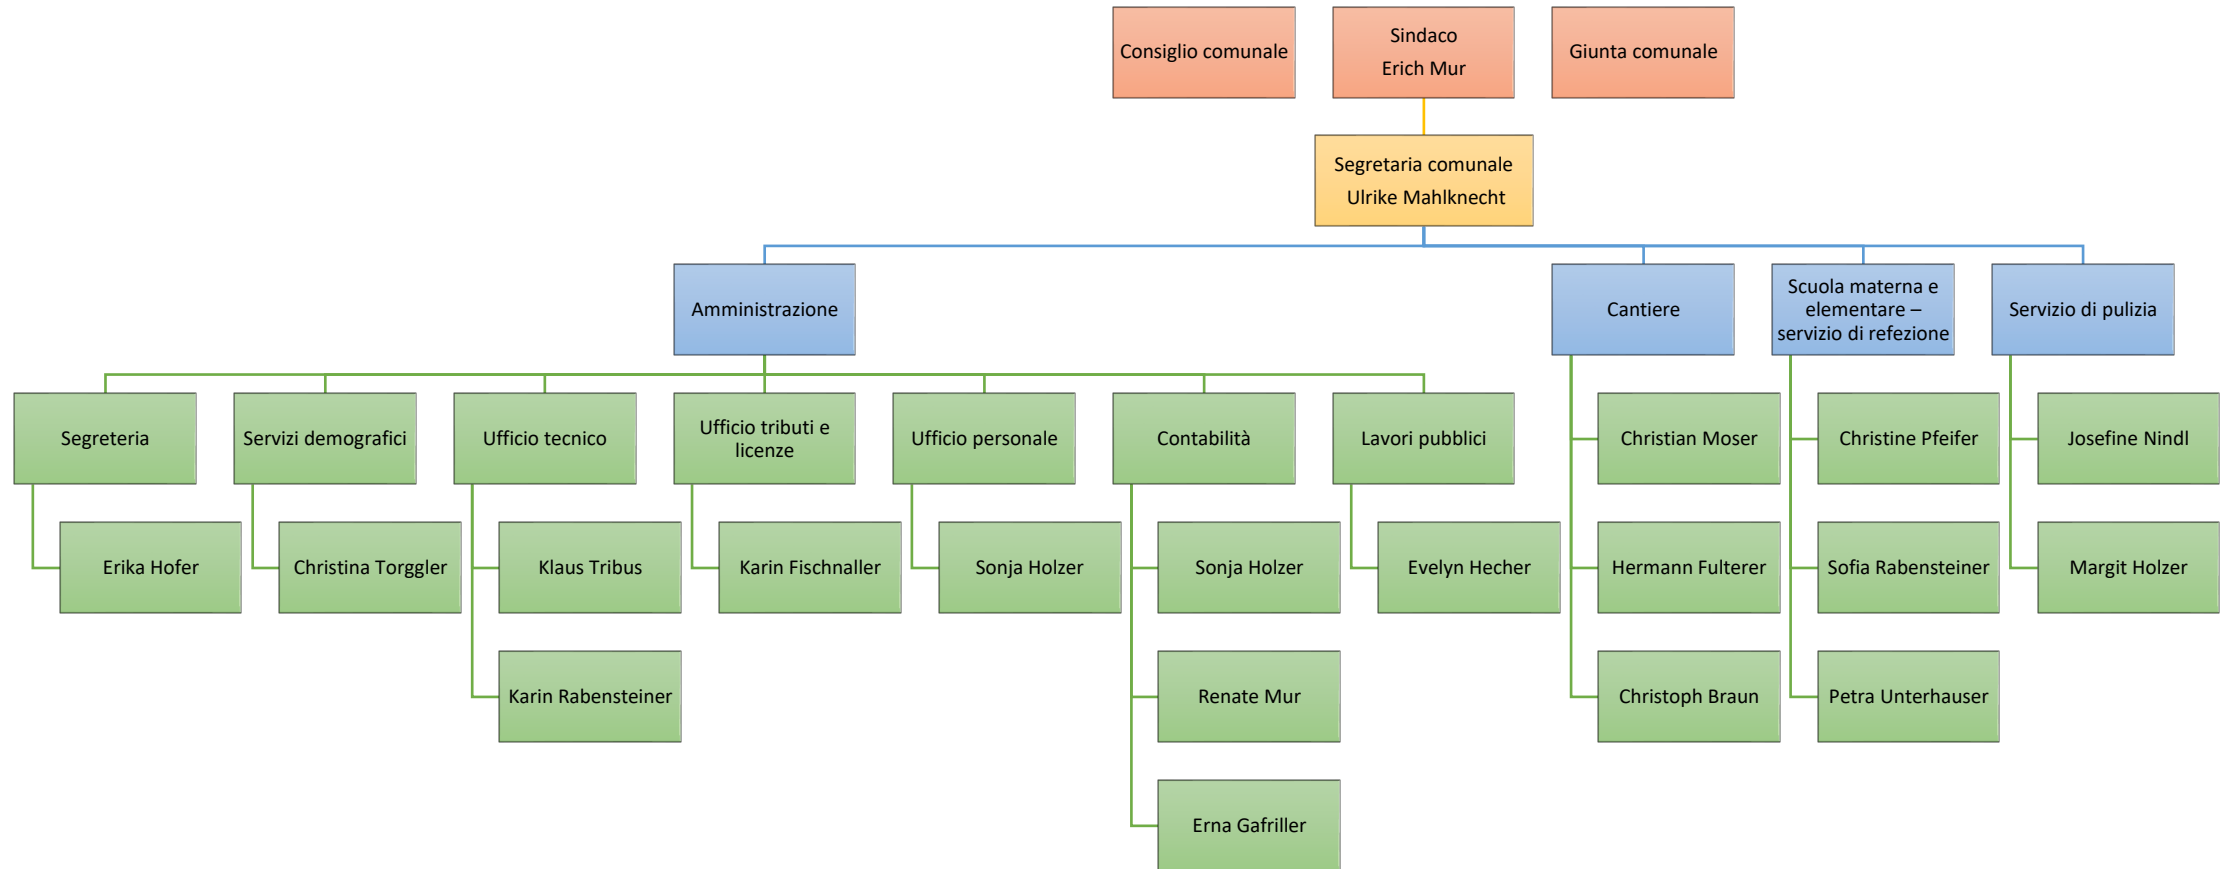 Consiglio comunale
Sindaco
Erich Mur
Giunta comunale
Segretaria comunale
Ulrike Mahlknecht
Amministrazione
Cantiere
Scuola materna e
elementare –
servizio di refezione
Servizio di pulizia
Segreteria
Servizi demografici
Ufficio tecnico
Ufficio tributi e
licenze
Ufficio personale
Contabilità
Lavori pubblici
Christian Moser
Christine Pfeifer
Josefine Nindl
Erika Hofer
Christina Torggler
Klaus Tribus
Karin Fischnaller
Sonja Holzer
Sonja Holzer
Evelyn Hecher
Hermann Fulterer
Sofia Rabensteiner
Margit Holzer
Karin Rabensteiner
Renate Mur
Christoph Braun
Petra Unterhauser
Erna Gafriller